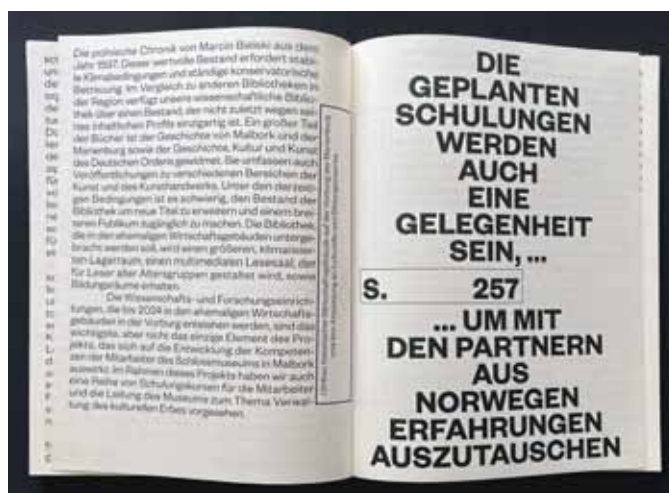 Die polnische Chronik von Marcin Bielski aus dem
Jahr 1597. Dieser wertvolle Bestand erfordert stabi-
le Klimabedingungen und ständige konservatorische
Betreuung. Im Vergleich zu anderen Bibliotheken in
der Region verfügt unsere wissenschaftliche Biblio-
thek über einen Bestand, der nicht zuletzt wegen sei-
nes inhaltlichen Profils einzigartig ist. Ein großer Teil
der Bücher ist der Geschichte von Malbork und der
Marienburg sowie der Geschichte, Kultur und Kunst
des Deutschen Ordens gewidmet. Sie umfassen auch
Veröffentlichungen zu verschiedenen Bereichen der
Kunst und des Kunsthandwerks. Unter den derzeiti-
gen Bedingungen ist es schwierig, den Bestand der
Bibliothek um neue Titel zu erweitern und einem brei-
teren Publikum zugänglich zu machen. Die Bibliothek,
die in den ehemaligen Wirtschaftsgebäuden unterge-
bracht werden soll, wird einen größeren, klimatisier-
ten Lagerraum, einen multimedialen Lesesaal, der
für Leser aller Altersgruppen gestaltet wird, sowie
Bildungsräume erhalten.
Die Wissenschafts- und Forschungseinrich-
tungen, die bis 2024 in den ehemaligen Wirtschafts-
gebäuden in der Vorburg entstehen werden, sind das
wichtigste, aber nicht das einzige Element des Pro-
jekts, das sich auf die Entwicklung der Kompeten-
zen der Mitarbeiter des Schlossmuseums in Malbork
auswirkt. Im Rahmen dieses Projekts haben wir auch
eine Reihe von Schulungskursen für die Mitarbeiter
und die Leitung des Museums zum Thema Verwal-
tung des kulturellen Erbes vorgesehen.
DIE
GEPLANTEN
SCHULUNGEN
WERDEN
AUCH
EINE
GELEGENHEIT
SEIN, ...
S. 257
... UM MIT
DEN PARTNERN
AUS
NORWEGEN
ERFAHRUNGEN
AUSZUTAUSCHEN